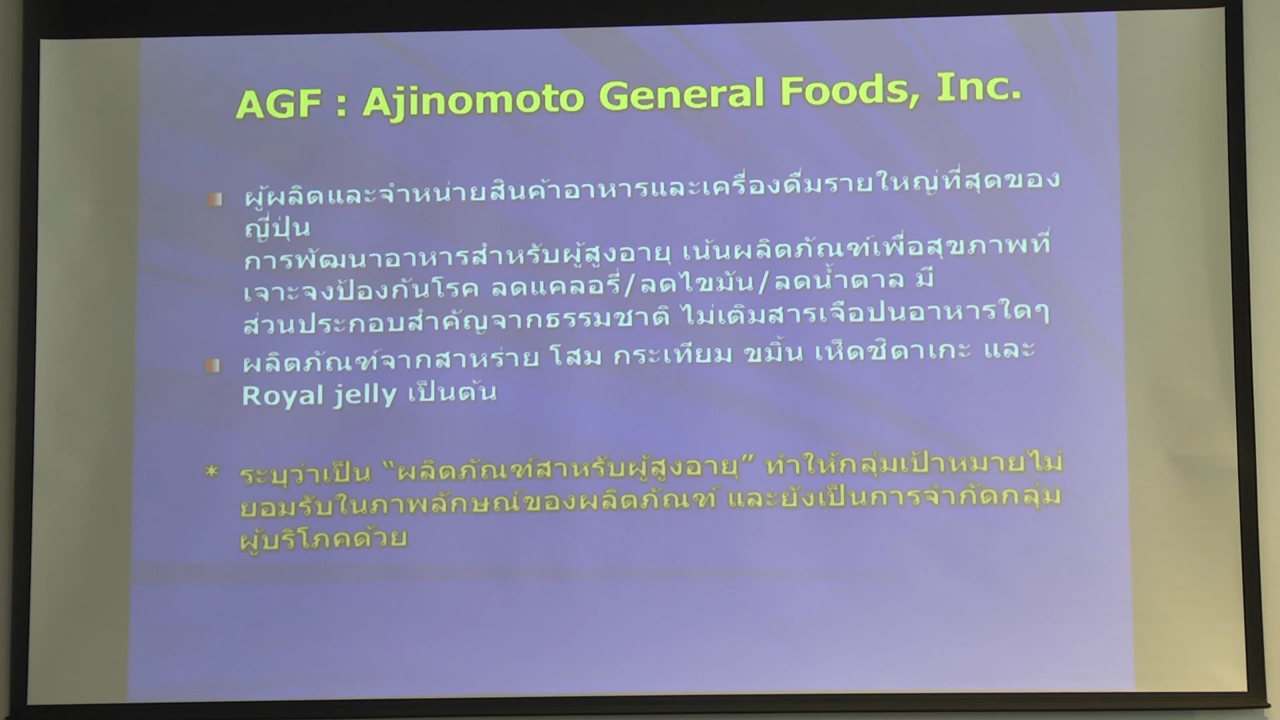 AGF : Ajinomoto General Foods, Inc.
ผู้ผลิตและจำหน่ายสินค้าอาหารและเครื่องดื่มรายใหญ่ที่สุดของ
ญี่ปุ่น
การพัฒนาอาหารสำหรับผู้สูงอายุ เน้นผลิตภัณฑ์เพื่อสุขภาพที่
เจาะจงป้องกันโรค ลดแคลอรี่/ลดไขมัน/ลดน้ำตาล มี
ส่วนประกอบสำคัญจากธรรมชาติ ไม่เติมสารเจือปนอาหารใดๆ
ผลิตภัณฑ์จากสาหร่าย โสม กระเทียม ขมิ้น เห็ดชิตาเกะ และ
Royal jelly เป็นต้น
* ระบุว่าเป็น “ผลิตภัณฑ์สาหรับผู้สูงอายุ” ทำให้กลุ่มเป้าหมายไม่
ยอมรับในภาพลักษณ์ของผลิตภัณฑ์ และยังเป็นการจำกัดกลุ่ม
ผู้บริโภคด้วย